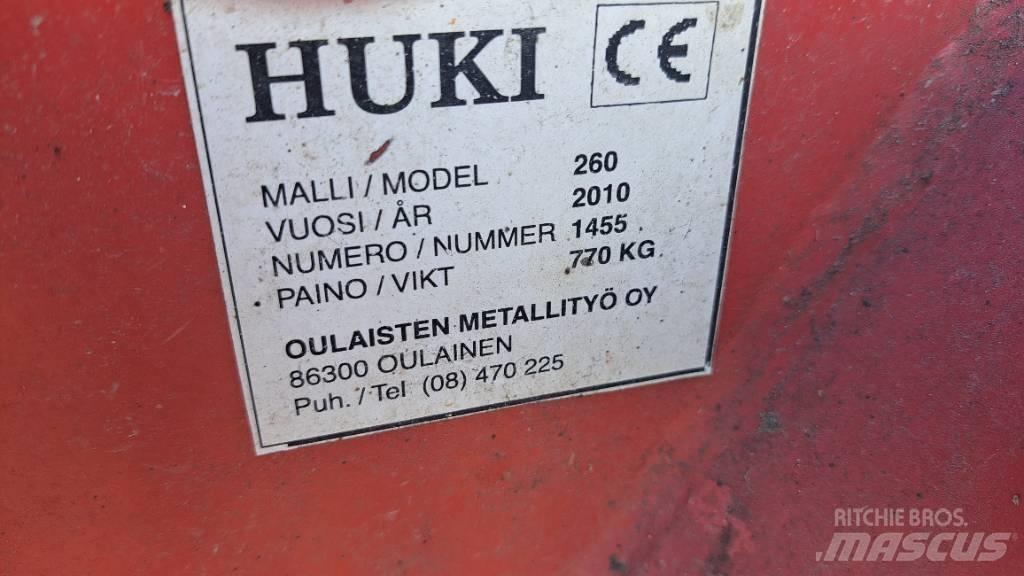 HUKI CE
MALLI / MODEL 260
VUOSI / ÅR 2010
NUMERO / NUMMER 1455
PAINO / VIKT 770 KG
OULAISTEN METALLITYÖ OY
86300 OULAINEN
Puh. / Tel (08) 470 225
RITCHIE BROS.
MASCUS